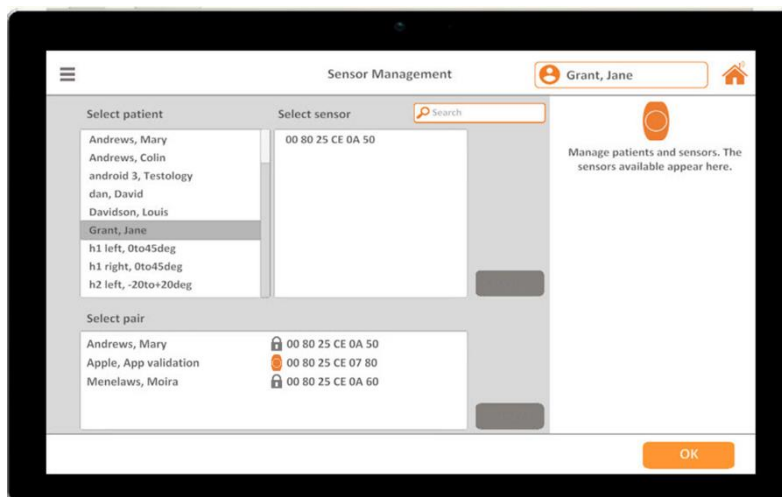 Sensor Management
Grant, Jane
Select patient
Select sensor
Search
Andrews, Mary
Andrews, Colin
android 3, Testology
dan, David
Davidson, Louis
Grant, Jane
h1 left, 0to45deg
h1 right, 0to45deg
h2 left, -20to+20deg
00 80 25 CE 0A 50
Manage patients and sensors. The
sensors available appear here.
Select pair
Andrews, Mary 00 80 25 CE 0A 50
Apple, App validation 00 80 25 CE 07 80
Menelaws, Moira 00 80 25 CE 0A 60
OK